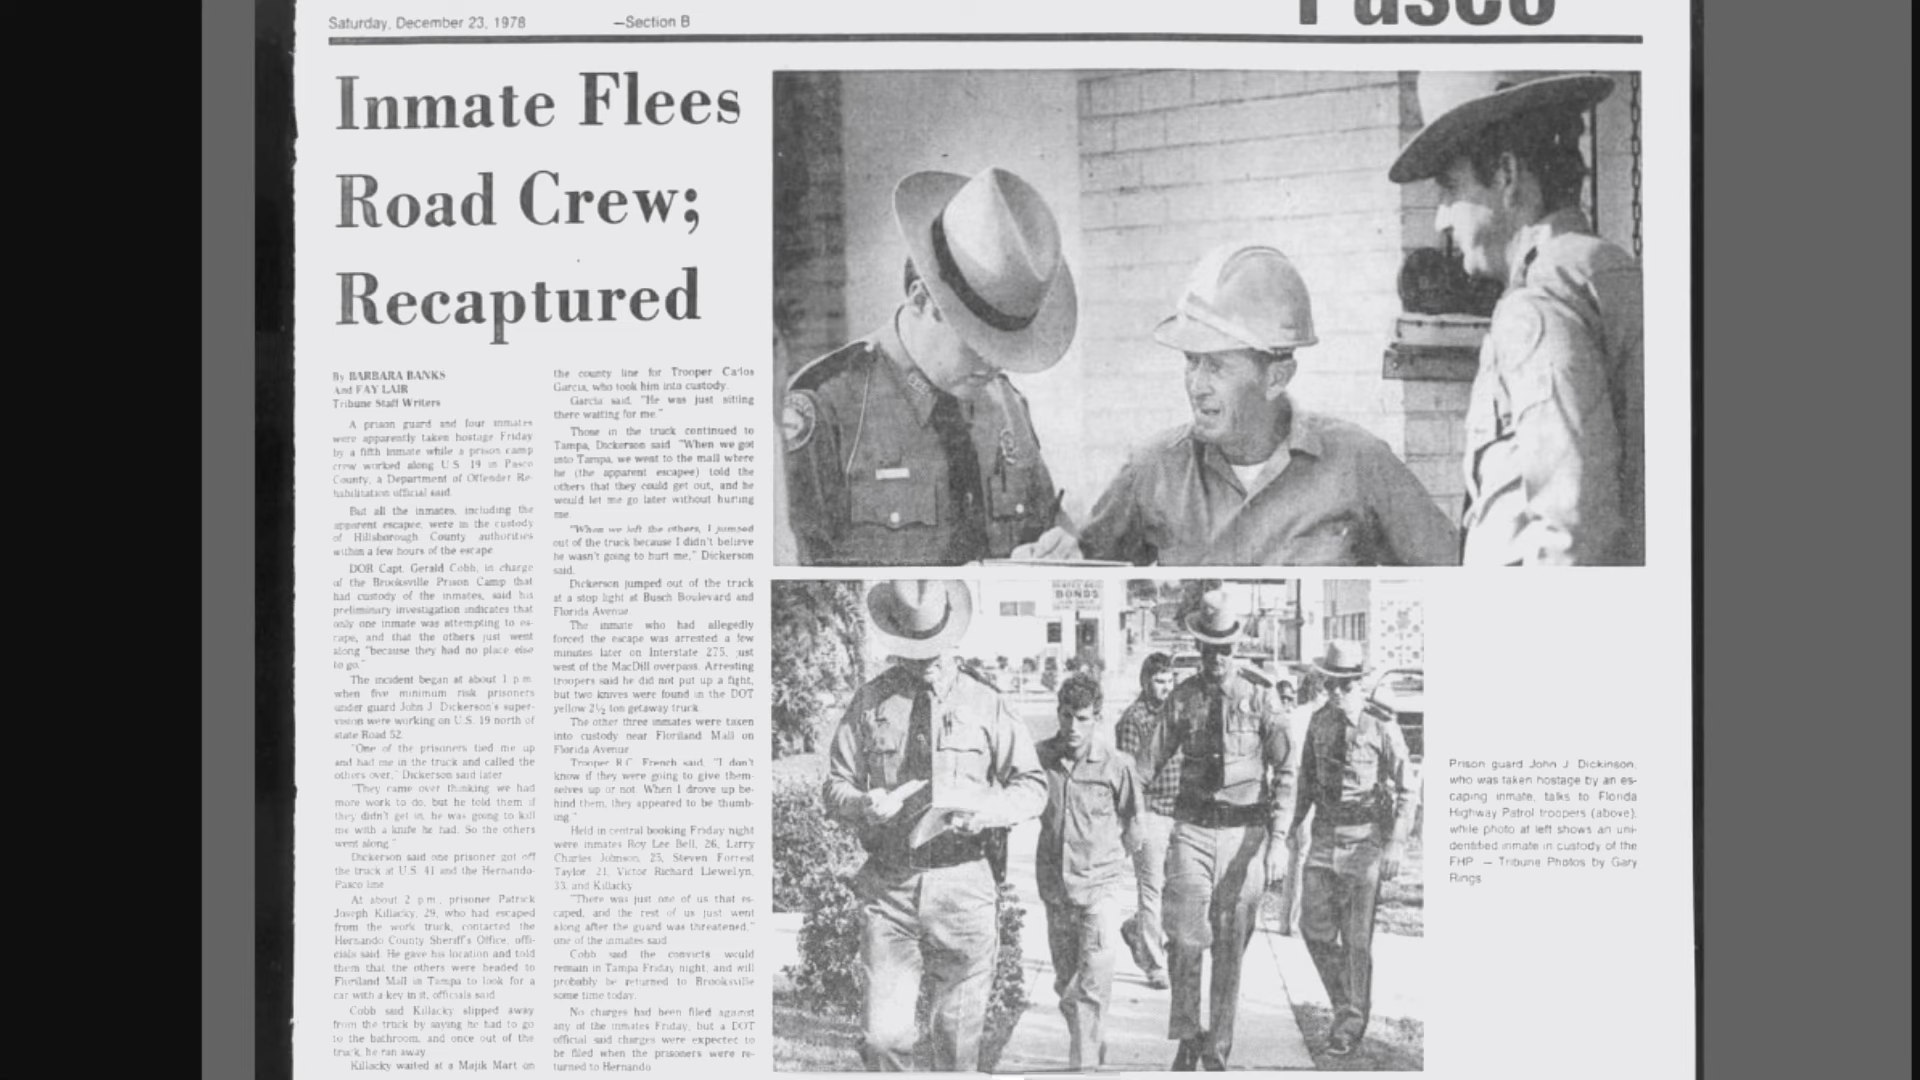 Saturday, December 23, 1978
—Section B
Pasco
Inmate Flees
Road Crew;
Recaptured
By BARBARA BANKS
And FAY LAIR
Tribune Staff Writers
A prison guard and four inmates
were apparently taken hostage Friday
by a fifth inmate while a prison camp
crew worked along U.S. 19 in Pasco
County, a Department of Offender Re-
habilitation official said.
But all the inmates, including the
apparent escapee, were in the custody
of Hillsborough County authorities
within a few hours of the escape.
DOR Capt. Gerald Cobb, in charge
of the Brooksville Prison Camp that
had custody of the inmates, said his
preliminary investigation indicates that
only one inmate was attempting to es-
cape, and that the others just went
along "because they had no place else
to go."
The incident began at about 1 p.m.
when five minimum risk prisoners
under guard John J. Dickerson's super-
vision were working on U.S. 19 north of
state Road 52.
"One of the prisoners tied me up
and had me in the truck and called the
others over," Dickerson said later.
"They came over thinking we had
more work to do, but he told them if
they didn't get in, he was going to kill
me with a knife he had. So the others
went along."
Dickerson said one prisoner got off
the truck at U.S. 41 and the Hernando-
Pasco line.
At about 2 p.m., prisoner Patrick
Joseph Killacky, 29, who had escaped
from the work truck, contacted the
Hernando County Sheriff's Office, offi-
cials said. He gave his location and told
them that the others were headed to
Floriland Mall in Tampa to look for a
car with a key in it, officials said.
Cobb said Killacky slipped away
from the truck by saying he had to go
to the bathroom, and once out of the
truck, he ran away.
Killacky waited at a Majik Mart on
the county line for Trooper Carlos
Garcia, who took him into custody.
Garcia said, "He was just sitting
there waiting for me."
Those in the truck continued to
Tampa, Dickerson said. "When we got
into Tampa, we went to the mall where
he (the apparent escapee) told the
others that they could get out, and he
would let me go later without hurting
me.
"When we left the others, I jumped
out of the truck because I didn't believe
he wasn't going to hurt me," Dickerson
said.
Dickerson jumped out of the truck
at a stop light at Busch Boulevard and
Florida Avenue.
The inmate who had allegedly
forced the escape was arrested a few
minutes later on Interstate 275, just
west of the MacDill overpass. Arresting
troopers said he did not put up a fight,
but two knives were found in the DOT
yellow 2½ ton getaway truck.
The other three inmates were taken
into custody near Floriland Mall on
Florida Avenue.
Trooper R.C. French said, "I don't
know if they were going to give them-
selves up or not. When I drove up be-
hind them, they appeared to be thumb-
ing."
Held in central booking Friday night
were inmates Roy Lee Bell, 26, Larry
Charles Johnson, 25, Steven Forrest
Taylor, 21, Victor Richard Llewelyn,
33, and Killacky.
"There was just one of us that es-
caped, and the rest of us just went
along after the guard was threatened,"
one of the inmates said.
Cobb said the convicts would
remain in Tampa Friday night, and will
probably be returned to Brooksville
some time today.
No charges had been filed against
any of the inmates Friday, but a DOT
official said charges were expected to
be filed when the prisoners were re-
turned to Hernando.
BONDS
Prison guard John J. Dickinson,
who was taken hostage by an es-
caping inmate, talks to Florida
Highway Patrol troopers (above),
while photo at left shows an uni-
dentified inmate in custody of the
FHP. — Tribune Photos by Gary
Rings